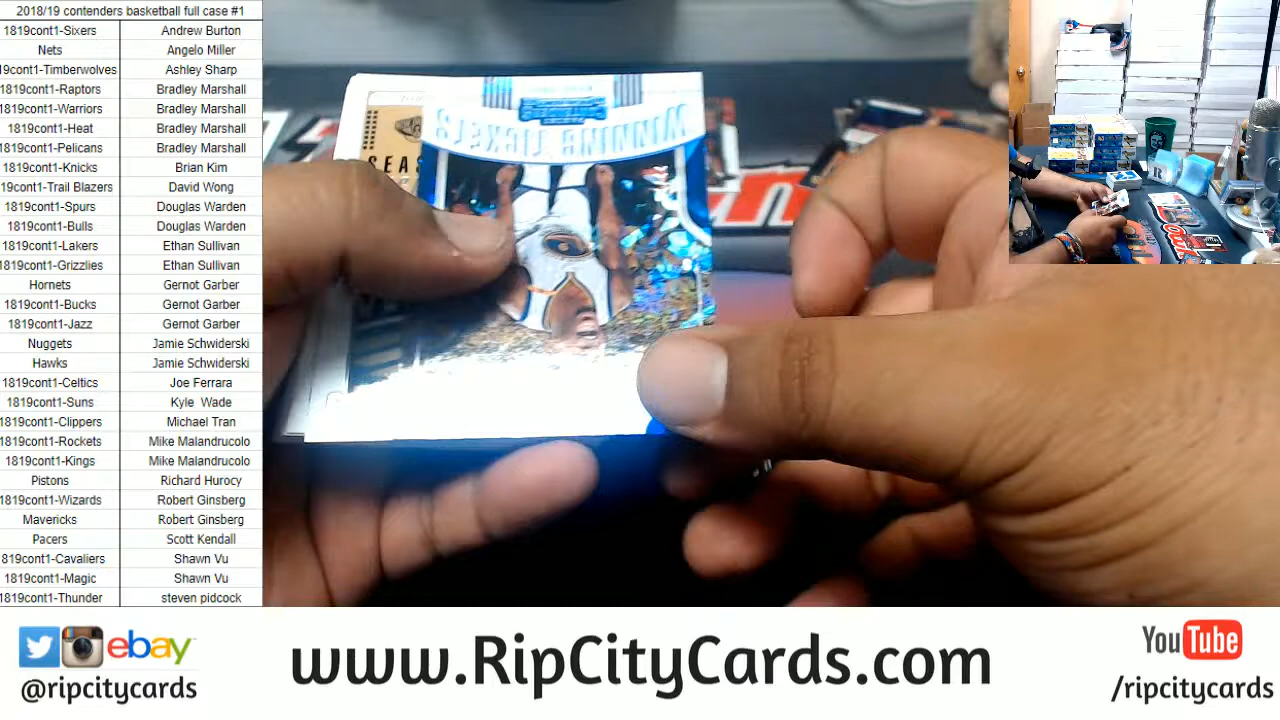 2018/19 contenders basketball full case #1
1819cont1-Sixers Andrew Burton
Nets Angelo Miller
19cont1-Timberwolves Ashley Sharp
1819cont1-Raptors Bradley Marshall
1819cont1-Warriors Bradley Marshall
1819cont1-Heat Bradley Marshall
1819cont1-Pelicans Bradley Marshall
1819cont1-Knicks Brian Kim
19cont1-Trail Blazers David Wong
1819cont1-Spurs Douglas Warden
1819cont1-Bulls Douglas Warden
1819cont1-Lakers Ethan Sullivan
1819cont1-Grizzlies Ethan Sullivan
Hornets Gernot Garber
1819cont1-Bucks Gernot Garber
1819cont1-Jazz Gernot Garber
Nuggets Jamie Schwiderski
Hawks Jamie Schwiderski
1819cont1-Celtics Joe Ferrara
1819cont1-Suns Kyle Wade
1819cont1-Clippers Michael Tran
1819cont1-Rockets Mike Malandrucolo
1819cont1-Kings Mike Malandrucolo
Pistons Richard Hurocy
1819cont1-Wizards Robert Ginsberg
Mavericks Robert Ginsberg
Pacers Scott Kendall
819cont1-Cavaliers Shawn Vu
1819cont1-Magic Shawn Vu
1819cont1-Thunder steven pidcock
WINNING TICKETS
SEAS
ebay
@ripcitycards
www.RipCityCards.com
YouTube
/ripcitycards